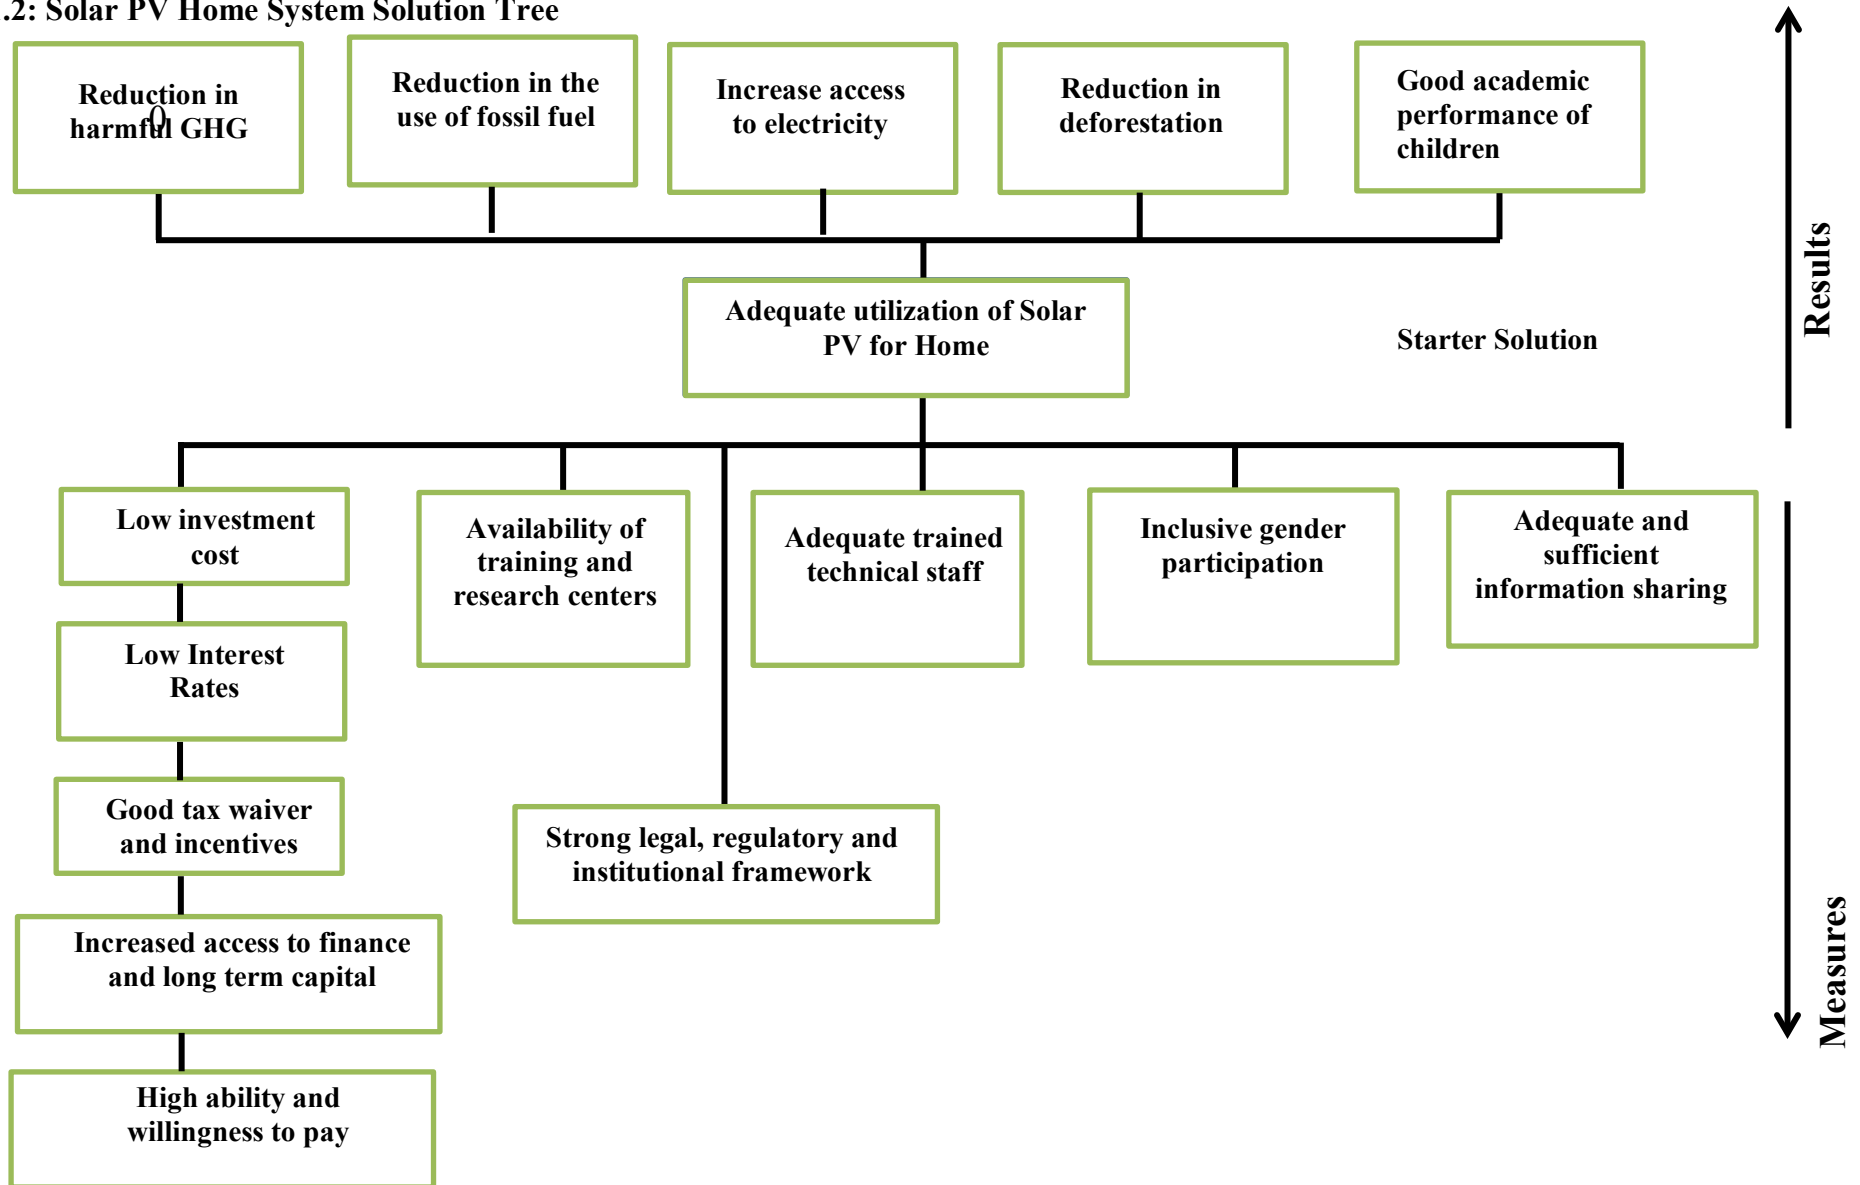 .2: Solar PV Home System Solution Tree
Reduction in
harmful GHG
0
Reduction in the
use of fossil fuel
Increase access
to electricity
Reduction in
deforestation
Good academic
performance of
children
Results
Adequate utilization of Solar
PV for Home
Starter Solution
Low investment
cost
Availability of
training and
research centers
Adequate trained
technical staff
Inclusive gender
participation
Adequate and
sufficient
information sharing
Low Interest
Rates
Good tax waiver
and incentives
Strong legal, regulatory and
institutional framework
Measures
Increased access to finance
and long term capital
High ability and
willingness to pay